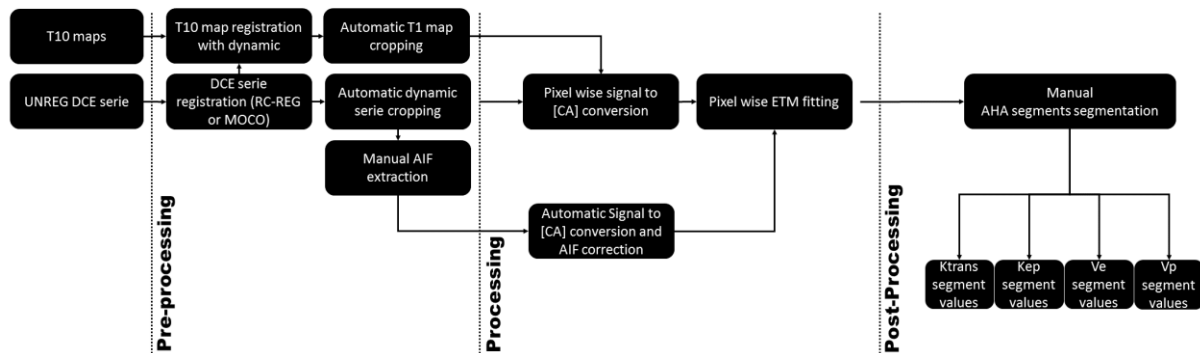 T10 maps
T10 map registration
with dynamic
Automatic T1 map
cropping
UNREG DCE serie
DCE serie
registration (RC-REG
or MOCO)
Automatic dynamic
serie cropping
Pixel wise signal to
[CA] conversion
Pixel wise ETM fitting
Manual
AHA segments segmentation
Manual AIF
extraction
Automatic Signal to
[CA] conversion and
AIF correction
Ktrans
segment
values
Kep
segment
values
Ve
segment
values
Vp
segment
values
Pre-processing
Processing
Post-Processing